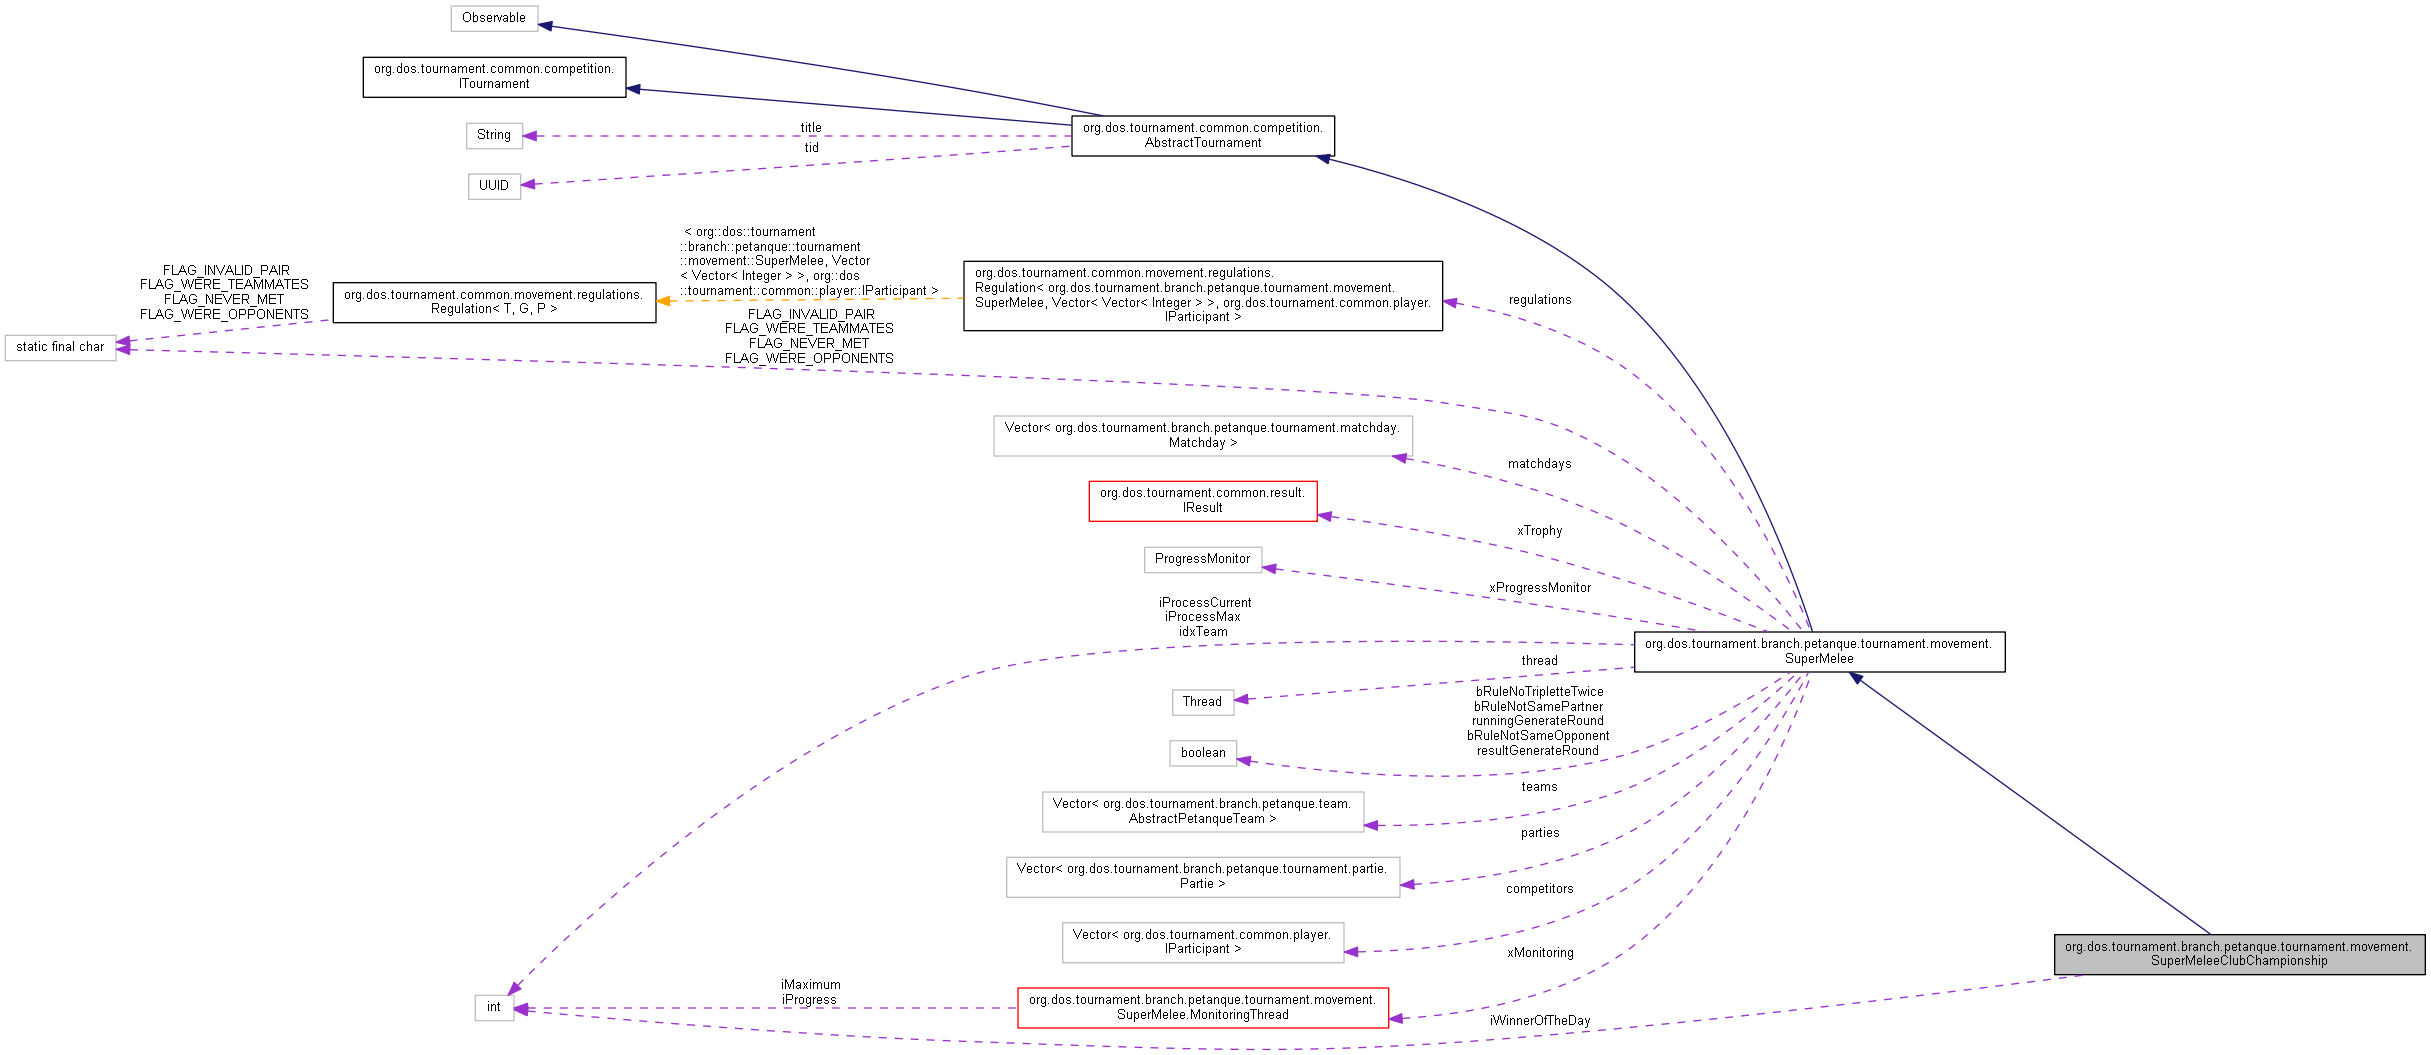 Observable
org.dos.tournament.common.competition.
ITournament
String
title
tid
org.dos.tournament.common.competition.
AbstractTournament
UUID
< org::dos::tournament
::branch::petanque::tournament
::movement::SuperMelee, Vector
< Vector< Integer > >, org::dos
::tournament::common::player::IParticipant >
FLAG_INVALID_PAIR
FLAG_WERE_TEAMMATES
FLAG_NEVER_MET
FLAG_WERE_OPPONENTS
org.dos.tournament.common.movement.regulations.
Regulation< T, G, P >
org.dos.tournament.common.movement.regulations.
Regulation< org.dos.tournament.branch.petanque.tournament.movement.
SuperMelee, Vector< Vector< Integer > >, org.dos.tournament.common.player.
IParticipant >
regulations
static final char
FLAG_INVALID_PAIR
FLAG_WERE_TEAMMATES
FLAG_NEVER_MET
FLAG_WERE_OPPONENTS
Vector< org.dos.tournament.branch.petanque.tournament.matchday.
Matchday >
matchdays
org.dos.tournament.common.result.
IResult
xTrophy
ProgressMonitor
xProgressMonitor
iProcessCurrent
iProcessMax
idxTeam
org.dos.tournament.branch.petanque.tournament.movement.
SuperMelee
thread
Thread
bRuleNoTripletteTwice
bRuleNotSamePartner
runningGenerateRound
bRuleNotSameOpponent
resultGenerateRound
boolean
teams
Vector< org.dos.tournament.branch.petanque.team.
AbstractPetanqueTeam >
parties
Vector< org.dos.tournament.branch.petanque.tournament.partie.
Partie >
competitors
Vector< org.dos.tournament.common.player.
IParticipant >
xMonitoring
org.dos.tournament.branch.petanque.tournament.movement.
SuperMeleeClubChampionship
int
iMaximum
iProgress
org.dos.tournament.branch.petanque.tournament.movement.
SuperMelee.MonitoringThread
iWinnerOfTheDay